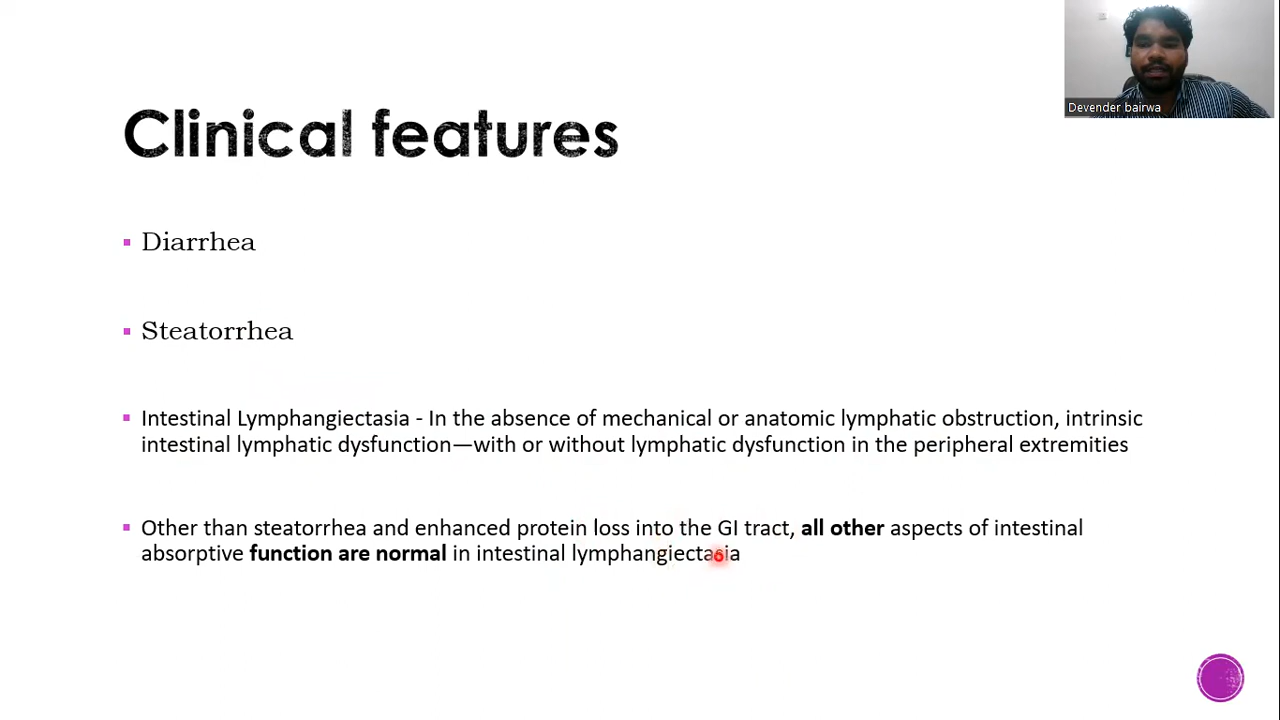 Devender bairwa
Clinical features
Diarrhea
Steatorrhea
Intestinal Lymphangiectasia - In the absence of mechanical or anatomic lymphatic obstruction, intrinsic
intestinal lymphatic dysfunction—with or without lymphatic dysfunction in the peripheral extremities
Other than steatorrhea and enhanced protein loss into the GI tract, all other aspects of intestinal
absorptive function are normal in intestinal lymphangiectasia